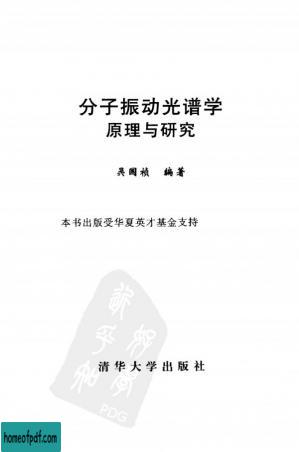 分子振动光谱学
原理与研究
吴国祯 编著
本书出版受华夏英才基金支持
PDG
清华大学出版社
homeofpdf.com